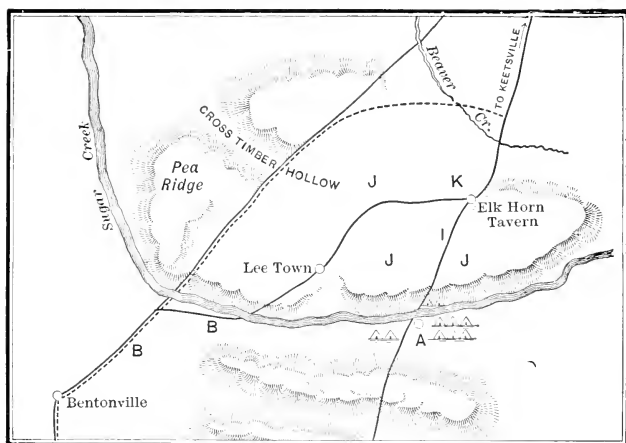 Beaver
Cr.
TO KEETSVILLE
CROSS TIMBER HOLLOW
Creek
Sugar
Pea
Ridge
J
K
Elk Horn
Tavern
I
Lee Town
J
J
B
A
B
Bentonville